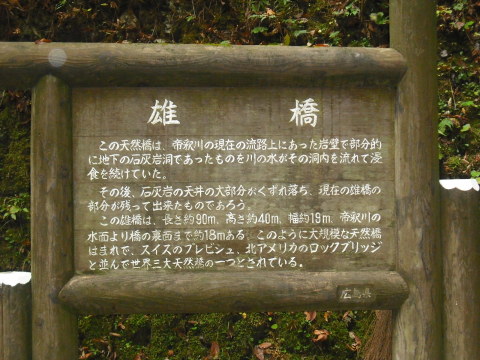 雄橋
この天然橋は、帝釈川の現在の流路上にあった岩壁で部分的
に地下の石灰岩洞であったものを川の水がその洞内を流れて浸
食を続けていた。
その後、石灰岩の天井の大部分がくずれ落ち、現在の雄橋の
部分が残って出来たものであろう。
この雄橋は、長さ約90m、高さ約40m、幅約19m、帝釈川の
水面より橋の裏面まで約18mある。このように大規模な天然橋
はまれで、スイスのプレビシュ、北アメリカのロックブリッジ
と並んで世界三大天然橋の一つとされている。
広島県